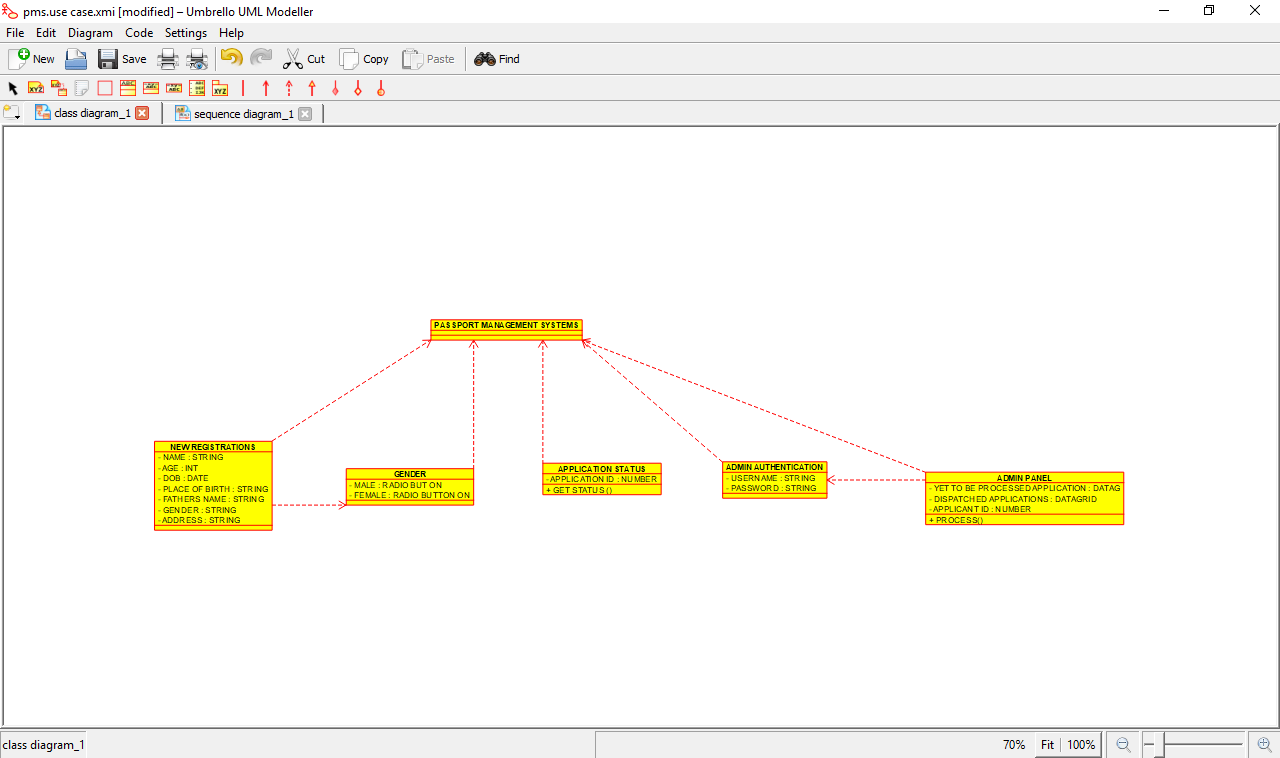 pms.use case.xmi [modified] – Umbrello UML Modeller
File Edit Diagram Code Settings Help
New Save Cut Copy Paste Find
class diagram_1 sequence diagram_1
PASSPORT MANAGEMENT SYSTEMS
NEW REGISTRATIONS
- NAME : STRING
- AGE : INT
- DOB : DATE
- PLACE OF BIRTH : STRING
- FATHERS NAME : STRING
- GENDER : STRING
- ADDRESS : STRING
GENDER
- MALE : RADIO BUT ON
- FEMALE : RADIO BUTTON ON
APPLICATION STATUS
- APPLICATION ID : NUMBER
+ GET STATUS ()
ADMIN AUTHENTICATION
- USERNAME : STRING
- PASSWORD : STRING
ADMIN PANEL
- YET TO BE PROCESSED APPLICATION : DATAG
- DISPATCHED APPLICATIONS : DATAGRID
- APPLICANT ID : NUMBER
+ PROCESS()
class diagram_1 70% Fit 100%